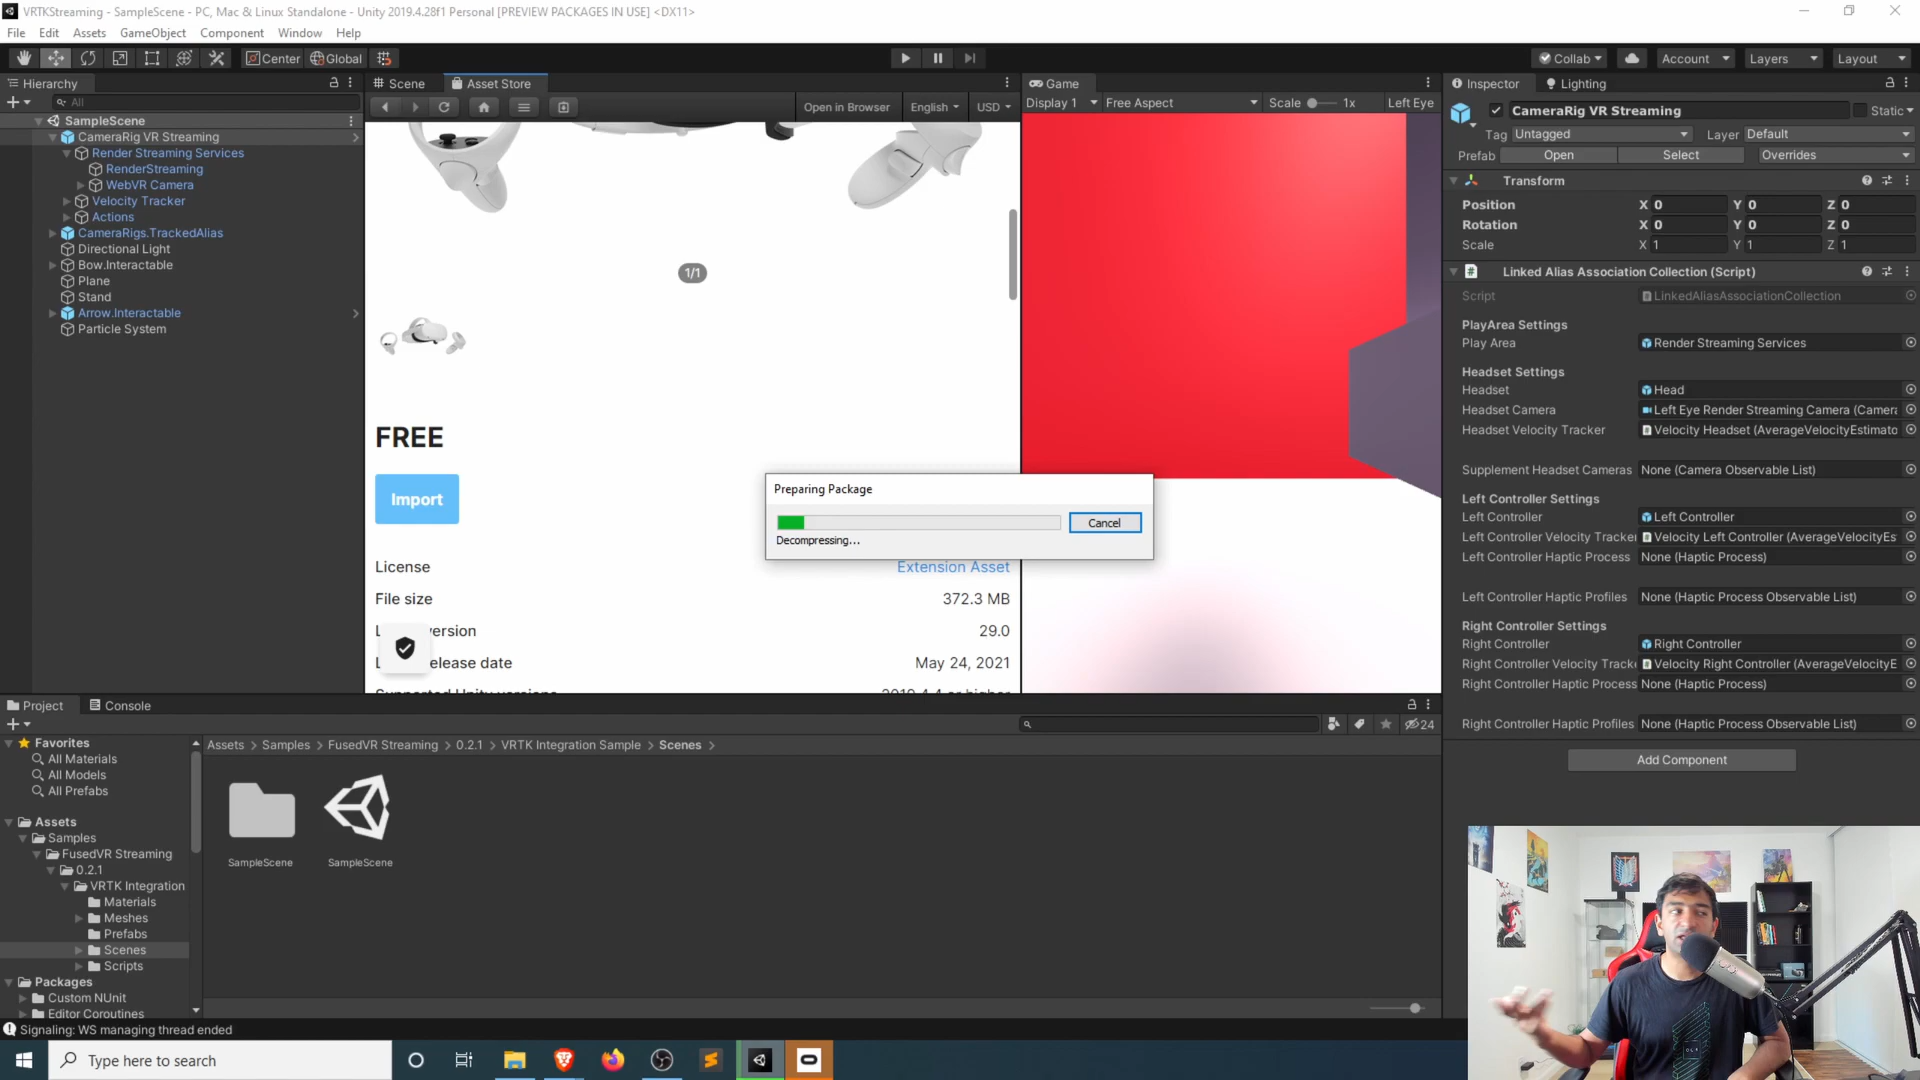 VRTKStreaming - SampleScene - PC, Mac & Linux Standalone - Unity 2019.4.28f1 Personal [PREVIEW PACKAGES IN USE] <DX11>
File Edit Assets GameObject Component Window Help
Center Global Collab Account Layers Layout
Hierarchy
All
SampleScene
CameraRig VR Streaming
Render Streaming Services
RenderStreaming
WebVR Camera
Velocity Tracker
Actions
CameraRigs.TrackedAlias
Directional Light
Bow.Interactable
Plane
Stand
Arrow.Interactable
Particle System
Scene Asset Store
Open in Browser English USD
1/1
FREE
Import
License Extension Asset
File size 372.3 MB
ersion 29.0
elease date May 24, 2021
Preparing Package
Cancel
Decompressing...
Game
Display 1 Free Aspect Scale 1x Left Eye
Inspector Lighting
CameraRig VR Streaming Static
Tag Untagged Layer Default
Prefab Open Select Overrides
Transform
Position X 0 Y 0 Z 0
Rotation X 0 Y 0 Z 0
Scale X 1 Y 1 Z 1
Linked Alias Association Collection (Script)
Script LinkedAliasAssociationCollection
PlayArea Settings
Play Area Render Streaming Services
Headset Settings
Headset Head
Headset Camera Left Eye Render Streaming Camera (Camera
Headset Velocity Tracker Velocity Headset (AverageVelocityEstimato
Supplement Headset Cameras None (Camera Observable List)
Left Controller Settings
Left Controller Left Controller
Left Controller Velocity Tracker Velocity Left Controller (AverageVelocityEs
Left Controller Haptic Process None (Haptic Process)
Left Controller Haptic Profiles None (Haptic Process Observable List)
Right Controller Settings
Right Controller Right Controller
Right Controller Velocity Track Velocity Right Controller (AverageVelocityE
Right Controller Haptic Process None (Haptic Process)
Right Controller Haptic Profiles None (Haptic Process Observable List)
Add Component
Project Console
24
Favorites
All Materials
All Models
All Prefabs
Assets
Samples
FusedVR Streaming
0.2.1
VRTK Integration
Materials
Meshes
Prefabs
Scenes
Scripts
Packages
Custom NUnit
Editor Coroutines
Assets > Samples > FusedVR Streaming > 0.2.1 > VRTK Integration Sample > Scenes >
SampleScene SampleScene
Signaling: WS managing thread ended
Type here to search